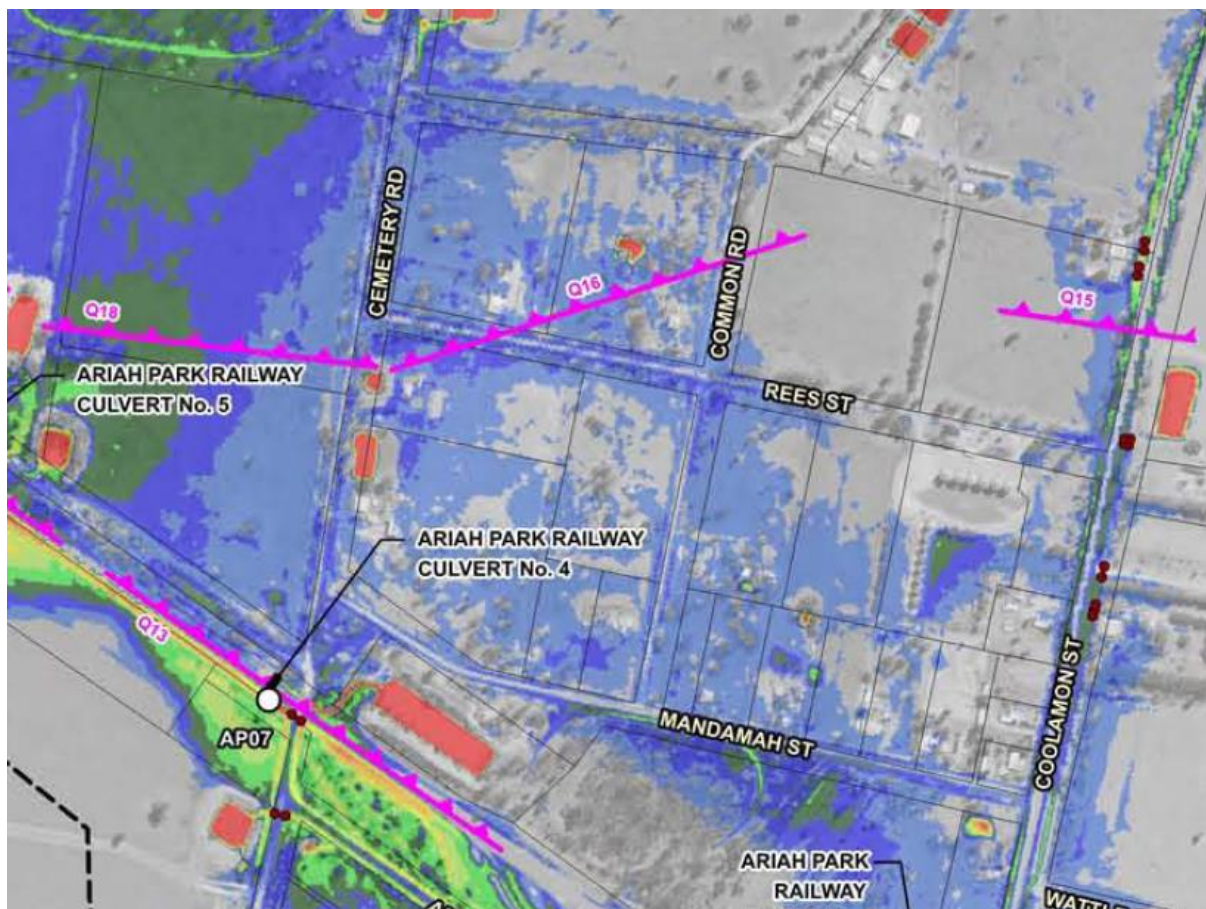 CEMETERY RD
COMMON RD
Q16
Q18
Q15
ARIAH PARK RAILWAY
CULVERT No. 5
REES ST
ARIAH PARK RAILWAY
CULVERT No. 4
Q13
AP07
MANDAMAH ST
COOLAMON ST
ARIAH PARK
RAILWAY